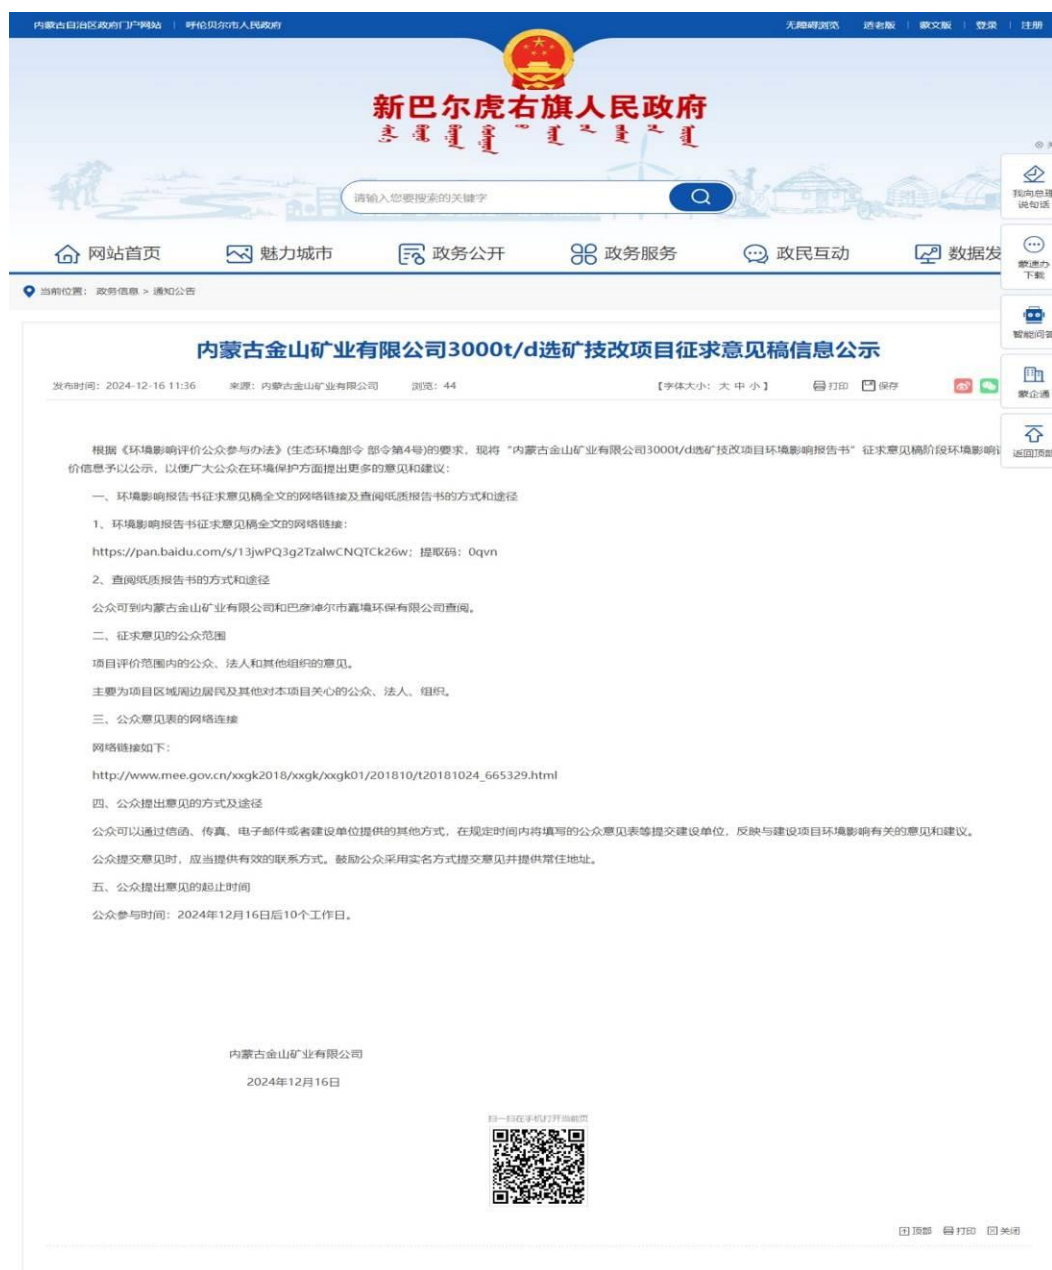 内蒙古自治区政府门户网站 | 呼伦贝尔市人民政府
无障碍浏览 适老版 | 蒙文版 | 登录 | 注册
新巴尔虎右旗人民政府
请输入您要搜索的关键字
我向总理
说句话
网站首页 魅力城市 政务公开 政务服务 政民互动 数据发
蒙速办
下载
当前位置： 政务信息 > 通知公告
智能问答
内蒙古金山矿业有限公司3000t/d选矿技改项目征求意见稿信息公示
发布时间：2024-12-16 11:36 来源：内蒙古金山矿业有限公司 浏览：44 【字体大小：大 中 小】 打印 保存
蒙企通
返回顶部
根据《环境影响评价公众参与办法》(生态环境部令 部令第4号)的要求，现将“内蒙古金山矿业有限公司3000t/d选矿技改项目环境影响报告书”征求意见稿阶段环境影响
价信息予以公示，以便广大公众在环境保护方面提出更多的意见和建议：
一、环境影响报告书征求意见稿全文的网络链接及查阅纸质报告书的方式和途径
1、环境影响报告书征求意见稿全文的网络链接：
https://pan.baidu.com/s/13jwPQ3g2TzalwCNQTCk26w; 提取码：0qvn
2、查阅纸质报告书的方式和途径
公众可到内蒙古金山矿业有限公司和巴彦淖尔市嘉境环保有限公司查阅。
二、征求意见的公众范围
项目评价范围内的公众、法人和其他组织的意见。
主要为项目区域周边居民及其他对本项目关心的公众、法人、组织。
三、公众意见表的网络连接
网络链接如下：
http://www.mee.gov.cn/xxgk2018/xxgk/xxgk01/201810/t20181024_665329.html
四、公众提出意见的方式及途径
公众可以通过信函、传真、电子邮件或者建设单位提供的其他方式，在规定时间内将填写的公众意见表等提交建设单位，反映与建设项目环境影响有关的意见和建议。
公众提交意见时，应当提供有效的联系方式。鼓励公众采用实名方式提交意见并提供常住地址。
五、公众提出意见的起止时间
公众参与时间：2024年12月16日后10个工作日。
内蒙古金山矿业有限公司
2024年12月16日
扫一扫在手机打开当前页
顶部 打印 关闭